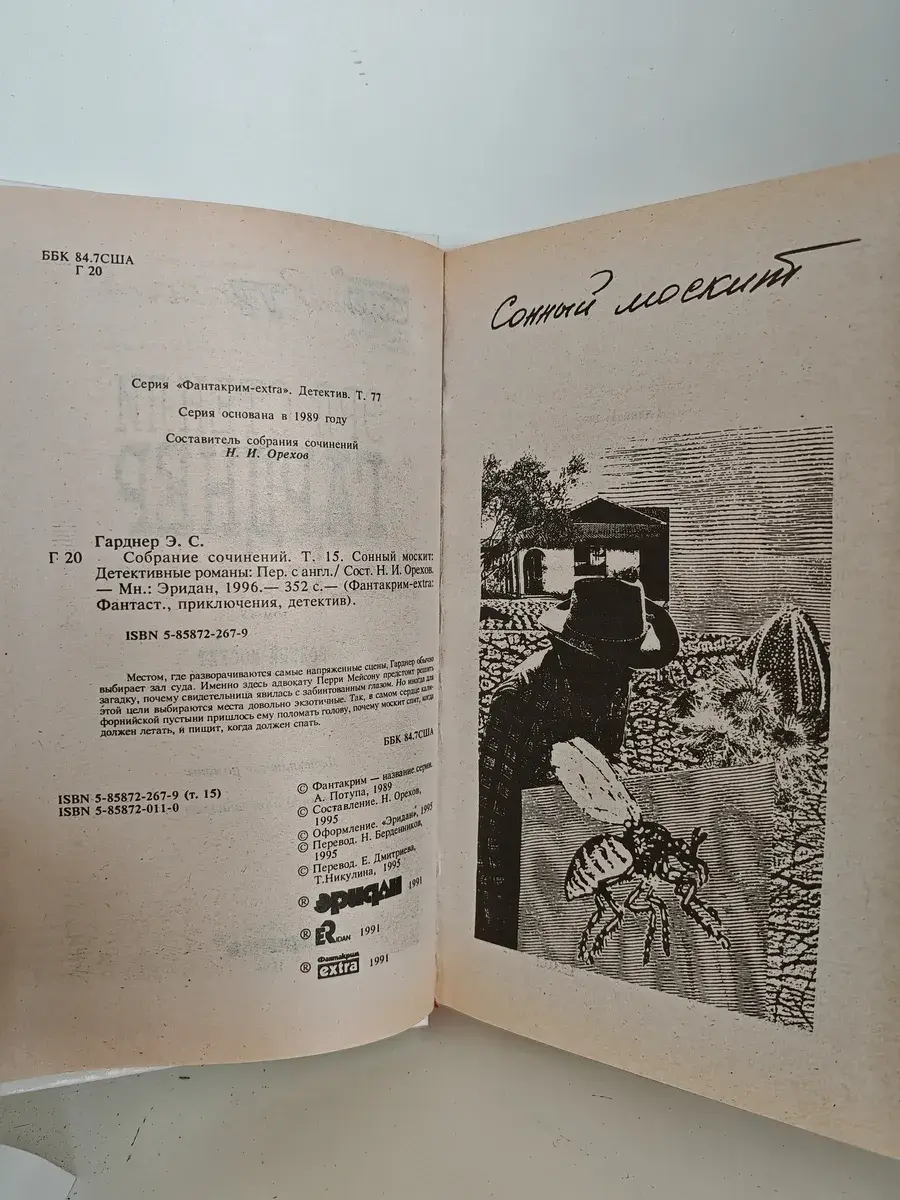 ББК 84.7США
Г 20
Серия «Фантакрим-extra». Детектив. Т. 77
Серия основана в 1989 году
Составитель собрания сочинений
Н. И. Орехов
Гарднер Э. С.
Г 20 Собрание сочинений. Т. 15. Сонный москит:
Детективные романы: Пер. с англ./ Сост. Н. И. Орехов.
— Мн.: Эридан, 1996.— 352 с.— (Фантакрим-extra:
Фантаст., приключения, детектив).
ISBN 5-85872-267-9
Местом, где разворачиваются самые напряженные сцены, Гарднер обычно
выбирает зал суда. Именно здесь адвокату Перри Мейсону предстоит решить
загадку, почему свидетельница явилась с забинтованным глазом. Но иногда для
этой цели выбираются места довольно экзотичные. Так, в самом сердце кали-
форнийской пустыни пришлось ему поломать голову, почему москит спит, когда
должен летать, и пищит, когда должен спать.
ББК 84.7США
ISBN 5-85872-267-9 (т. 15)
ISBN 5-85872-011-0
© Фантакрим — название серии.
А. Потупа, 1989
© Составление. Н. Орехов,
1995
© Оформление. «Эридан», 1995
© Перевод. Н. Берденников,
1995
© Перевод. Е. Дмитриева,
Т.Никулина, 1995
® эридан 1991
® ERIDAN 1991
® Фантакрим extra 1991
Сонный москит